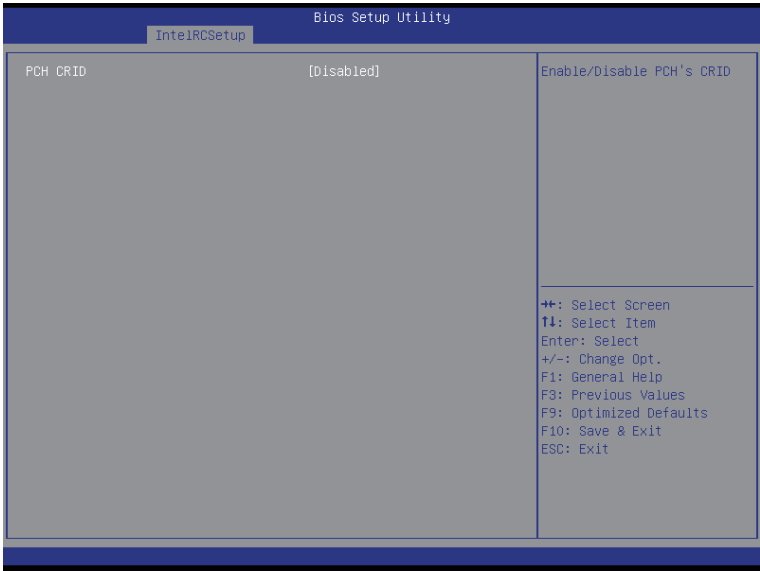 Bios Setup Utility
IntelRCSetup
PCH CRID [Disabled]
Enable/Disable PCH's CRID
→←: Select Screen
↑↓: Select Item
Enter: Select
+/-: Change Opt.
F1: General Help
F3: Previous Values
F9: Optimized Defaults
F10: Save & Exit
ESC: Exit